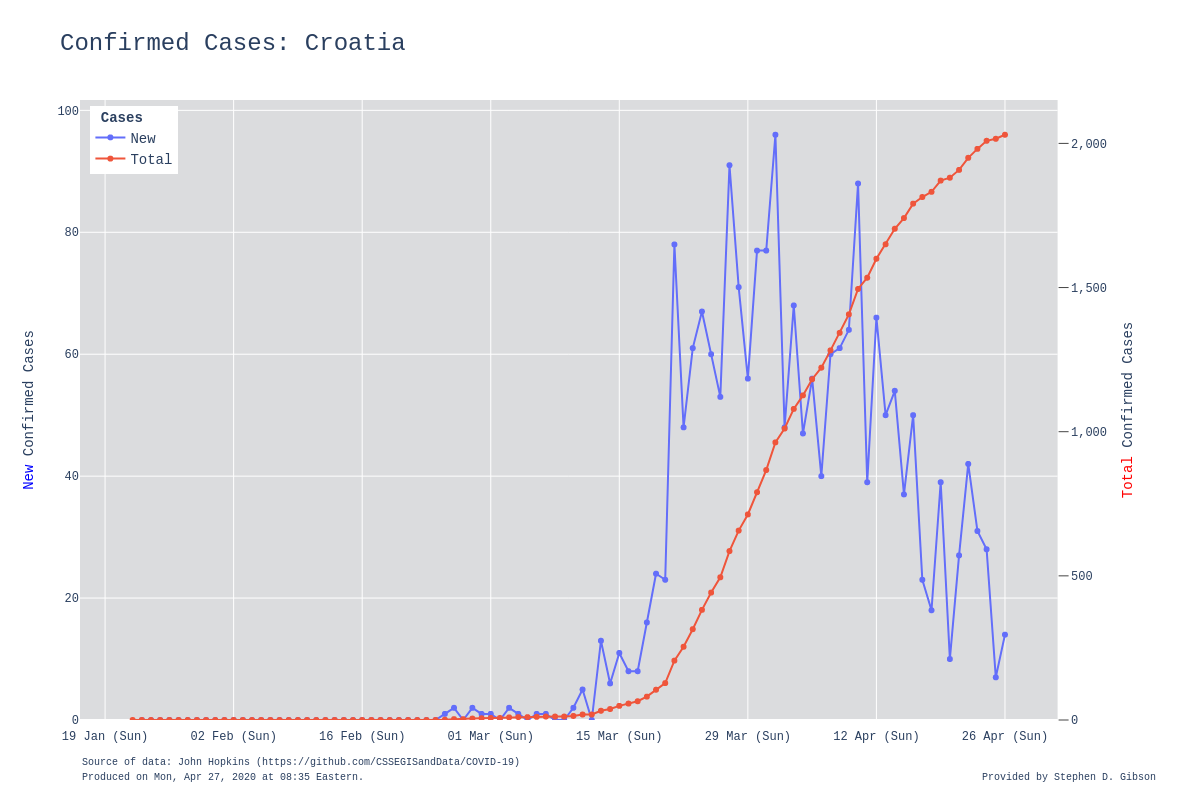 Confirmed Cases: Croatia
Cases
New
Total
100
80
60
40
20
0
2,000
1,500
1,000
500
0
New Confirmed Cases
Total Confirmed Cases
19 Jan (Sun)
02 Feb (Sun)
16 Feb (Sun)
01 Mar (Sun)
15 Mar (Sun)
29 Mar (Sun)
12 Apr (Sun)
26 Apr (Sun)
Source of data: John Hopkins (https://github.com/CSSEGISandData/COVID-19)
Produced on Mon, Apr 27, 2020 at 08:35 Eastern.
Provided by Stephen D. Gibson